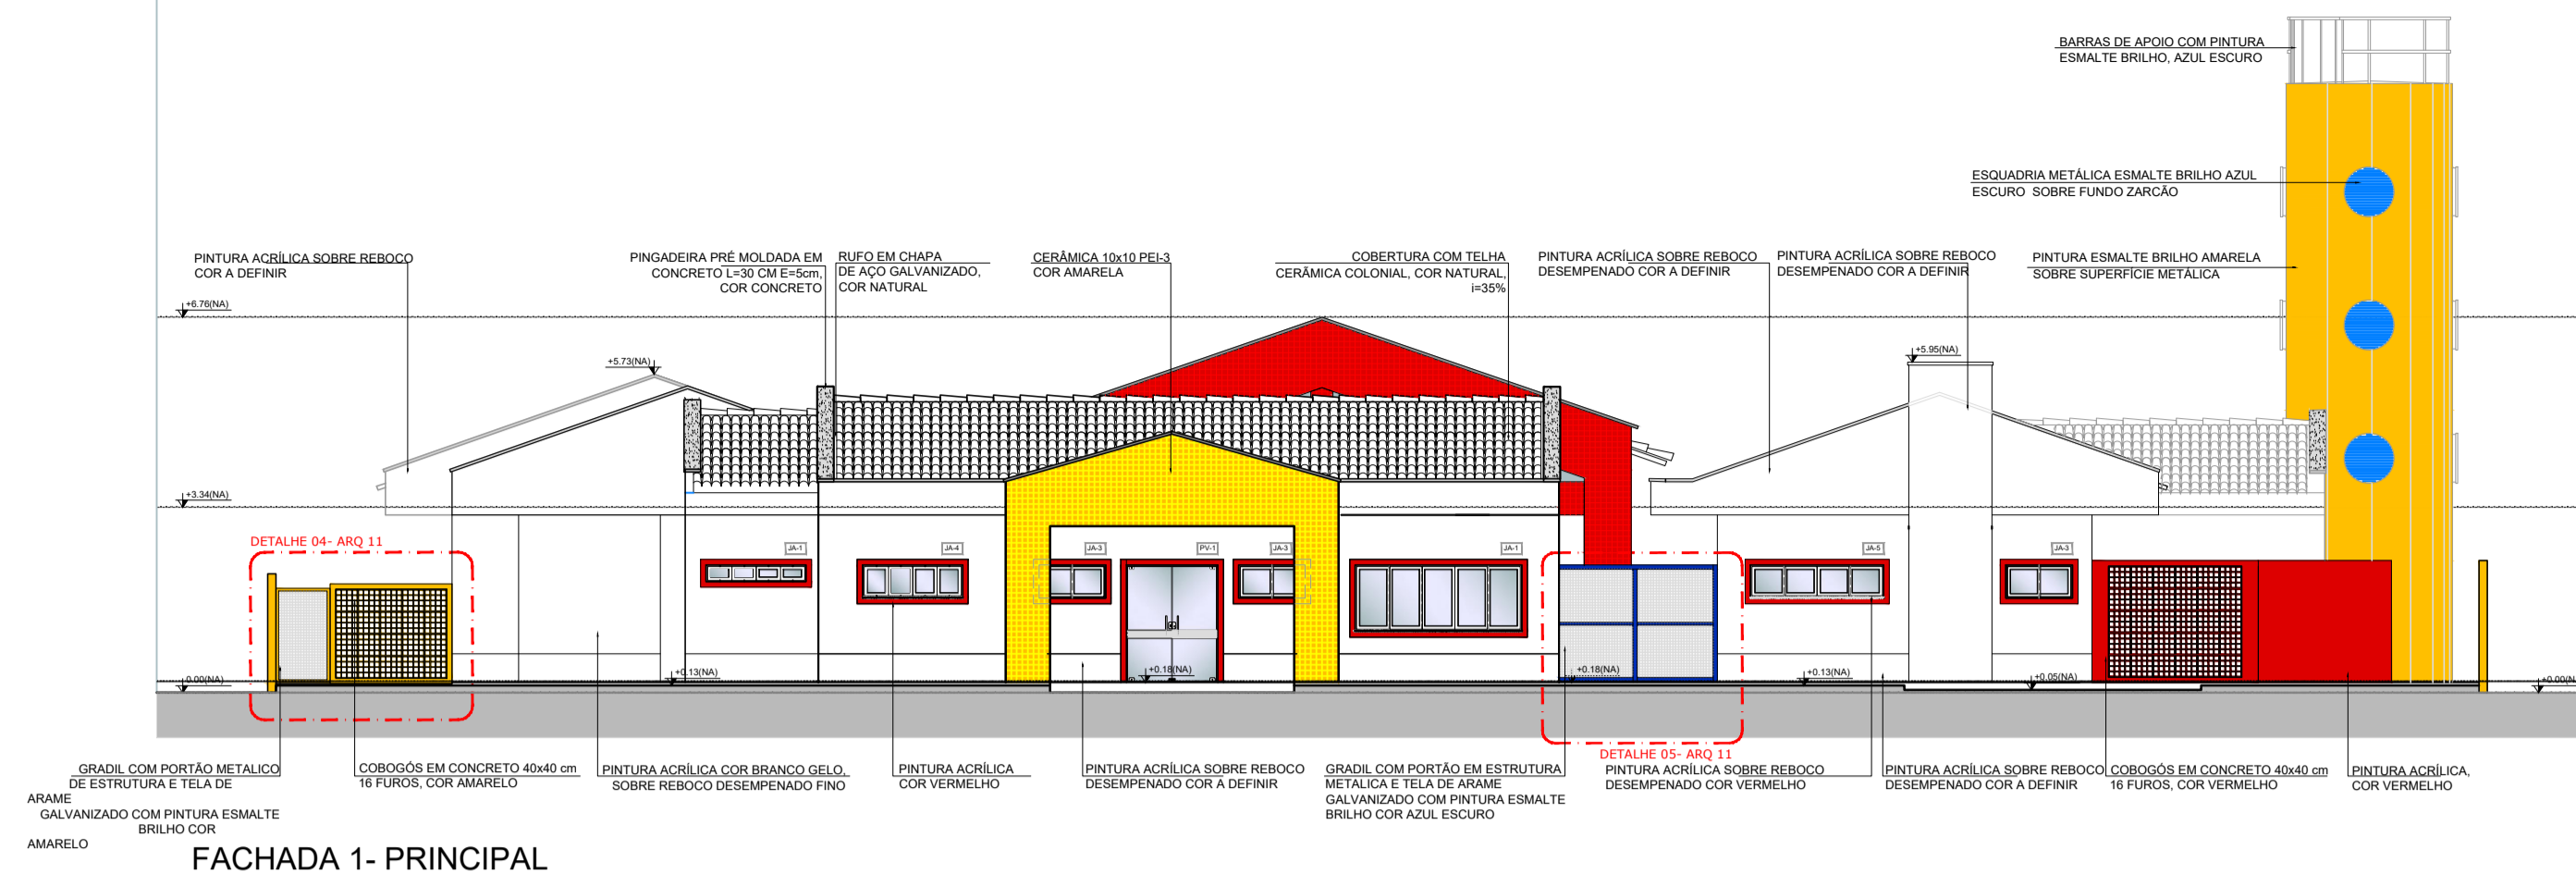 BARRAS DE APOIO COM PINTURA
ESMALTE BRILHO, AZUL ESCURO
ESQUADRIA METÁLICA ESMALTE BRILHO AZUL
ESCURO SOBRE FUNDO ZARCÃO
PINTURA ACRÍLICA SOBRE REBOCO
COR A DEFINIR
PINGADEIRA PRÉ MOLDADA EM
CONCRETO L=30 CM E=5cm,
COR CONCRETO
RUFO EM CHAPA
DE AÇO GALVANIZADO,
COR NATURAL
CERÂMICA 10x10 PEI-3
COR AMARELA
COBERTURA COM TELHA
CERÂMICA COLONIAL, COR NATURAL,
i=35%
PINTURA ACRÍLICA SOBRE REBOCO
DESEMPENADO COR A DEFINIR
PINTURA ACRÍLICA SOBRE REBOCO
DESEMPENADO COR A DEFINIR
PINTURA ESMALTE BRILHO AMARELA
SOBRE SUPERFÍCIE METÁLICA
+6.76(NA)
+5.73(NA)
+5.95(NA)
+3.34(NA)
DETALHE 04- ARQ 11
JA-1
JA-4
JA-3
PV-1
JA-3
JA-1
JA-5
JA-3
0.00(NA)
+0.13(NA)
+0.18(NA)
+0.18(NA)
+0.13(NA)
+0.05(NA)
DETALHE 05- ARQ 11
GRADIL COM PORTÃO METALICO
DE ESTRUTURA E TELA DE
ARAME
GALVANIZADO COM PINTURA ESMALTE
BRILHO COR
AMARELO
COBOGÓS EM CONCRETO 40x40 cm
16 FUROS, COR AMARELO
PINTURA ACRÍLICA COR BRANCO GELO,
SOBRE REBOCO DESEMPENADO FINO
PINTURA ACRÍLICA
COR VERMELHO
PINTURA ACRÍLICA SOBRE REBOCO
DESEMPENADO COR A DEFINIR
GRADIL COM PORTÃO EM ESTRUTURA
METALICA E TELA DE ARAME
GALVANIZADO COM PINTURA ESMALTE
BRILHO COR AZUL ESCURO
PINTURA ACRÍLICA SOBRE REBOCO
DESEMPENADO COR VERMELHO
PINTURA ACRÍLICA SOBRE REBOCO
DESEMPENADO COR A DEFINIR
COBOGÓS EM CONCRETO 40x40 cm
16 FUROS, COR VERMELHO
PINTURA ACRÍLICA,
COR VERMELHO
FACHADA 1- PRINCIPAL